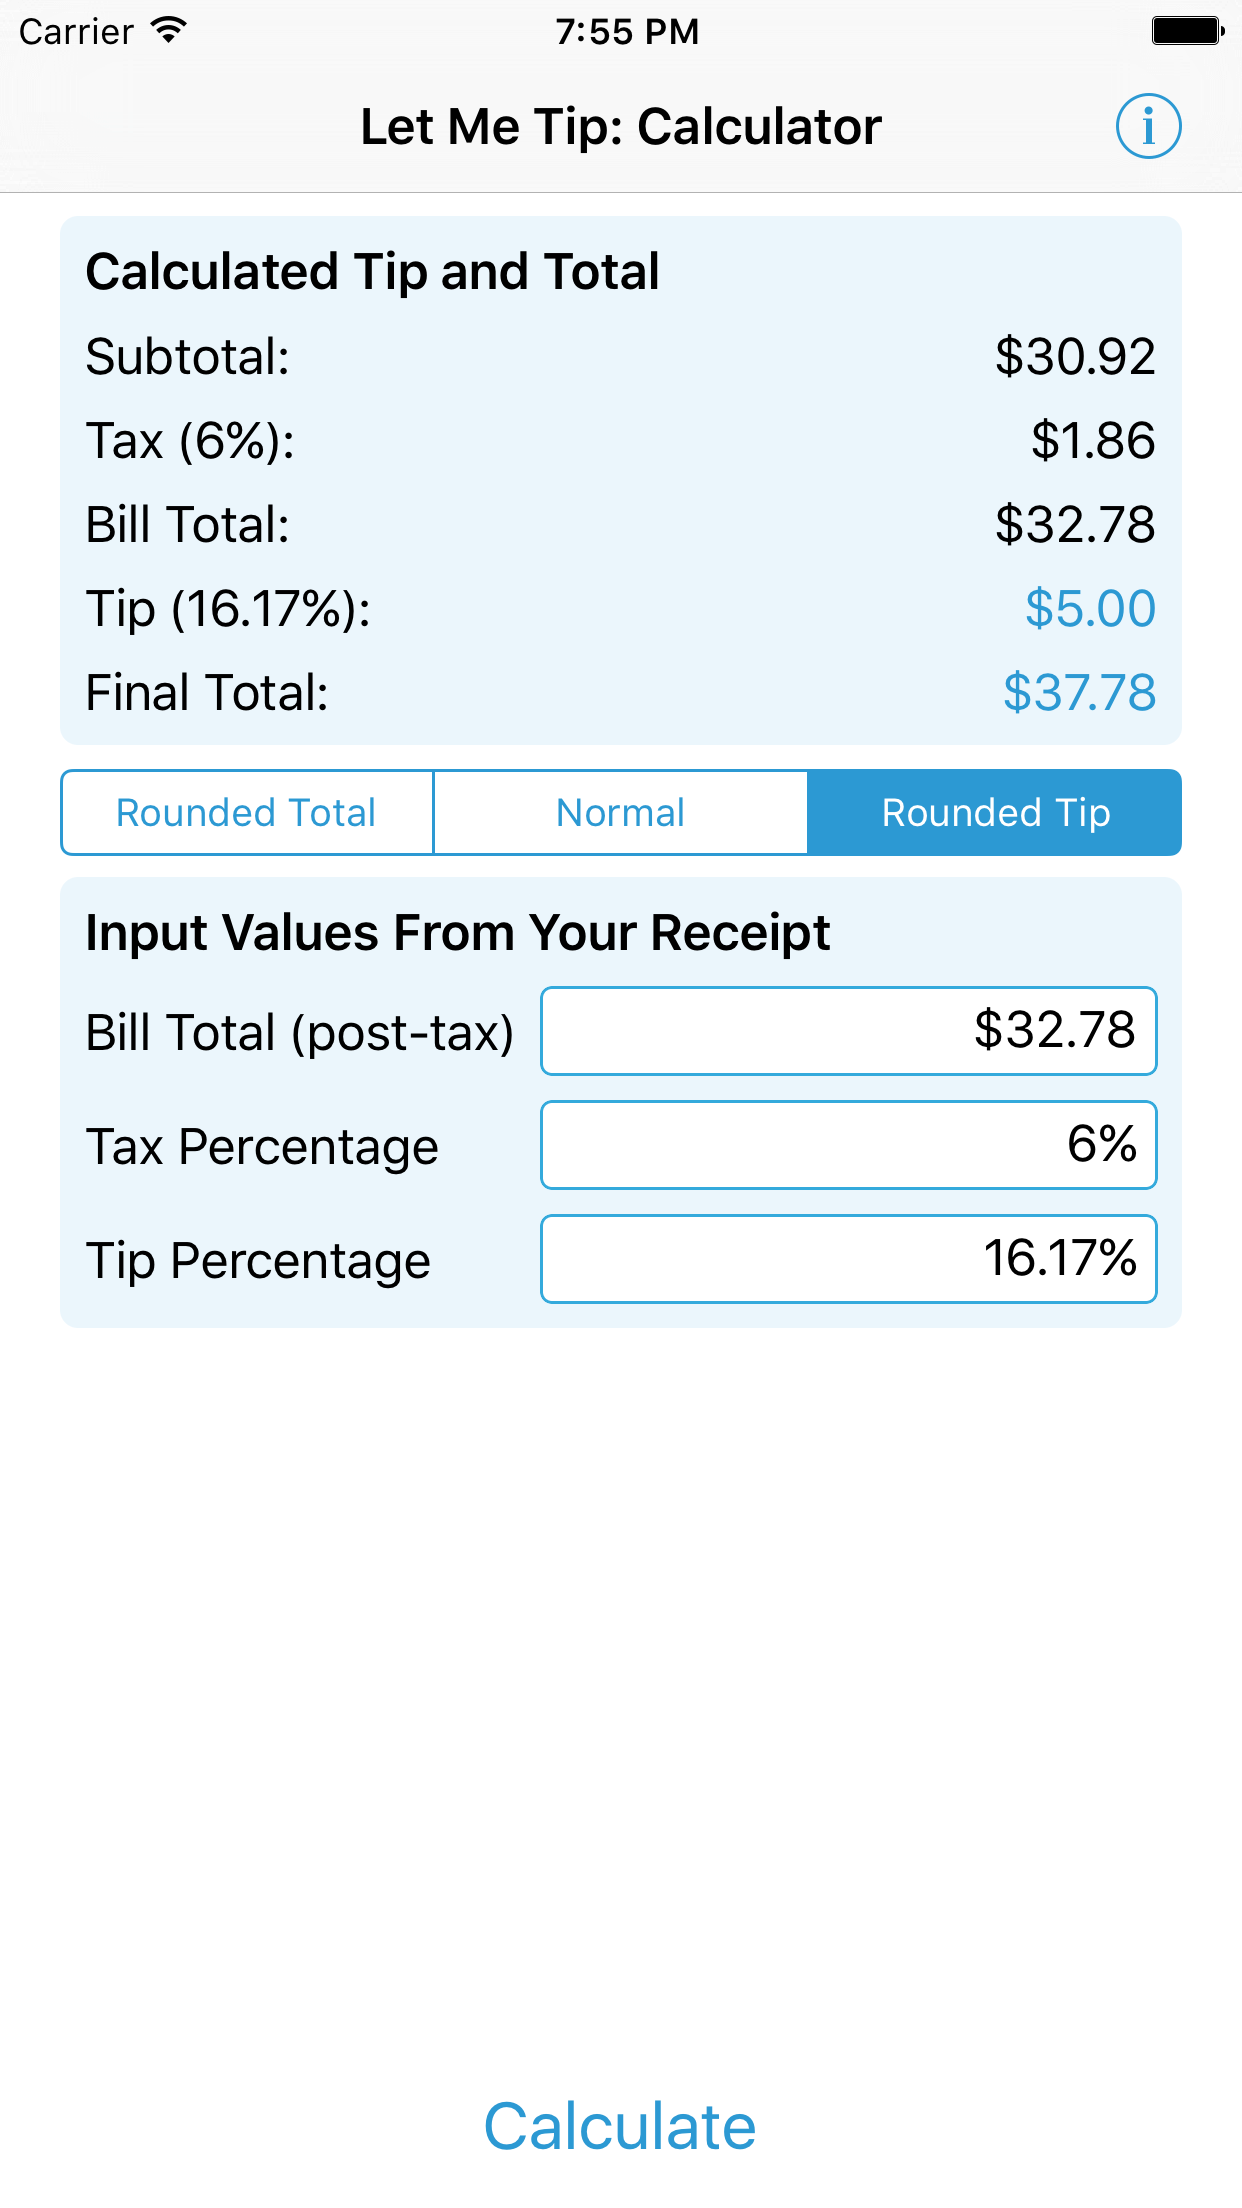 Carrier 7:55 PM
Let Me Tip: Calculator i
Calculated Tip and Total
Subtotal: $30.92
Tax (6%): $1.86
Bill Total: $32.78
Tip (16.17%): $5.00
Final Total: $37.78
Rounded Total Normal Rounded Tip
Input Values From Your Receipt
Bill Total (post-tax) $32.78
Tax Percentage 6%
Tip Percentage 16.17%
Calculate